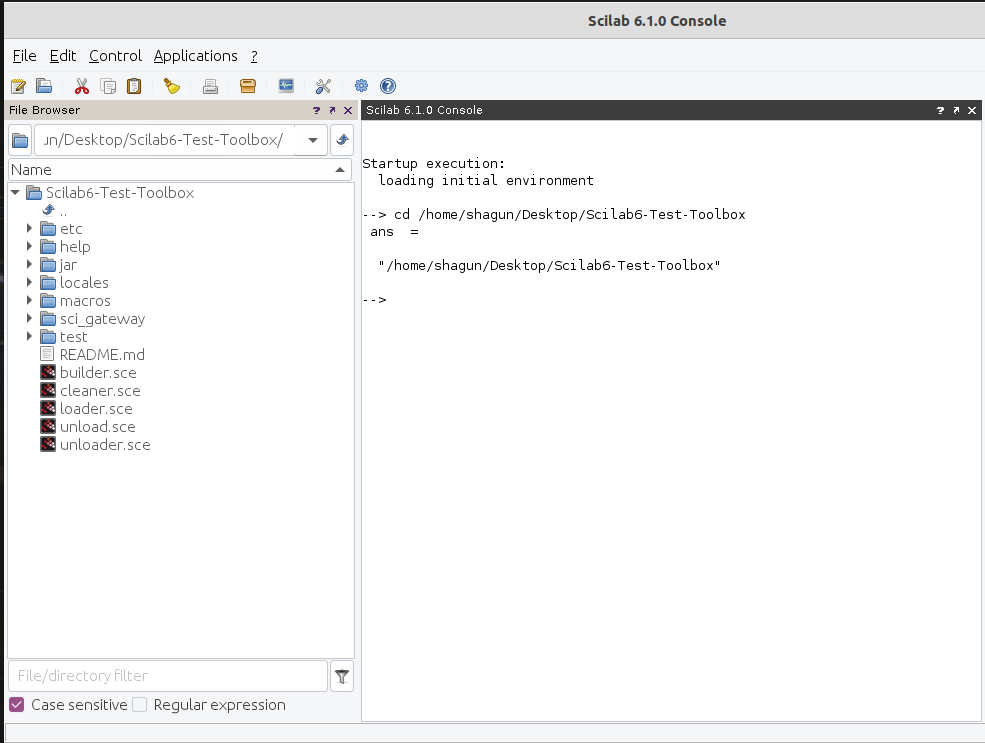 Scilab 6.1.0 Console
File Edit Control Applications ?
File Browser ?
un/Desktop/Scilab6-Test-Toolbox/
Name
Scilab6-Test-Toolbox
..
etc
help
jar
locales
macros
sci_gateway
test
README.md
builder.sce
cleaner.sce
loader.sce
unload.sce
unloader.sce
File/directory filter
Case sensitive Regular expression
Scilab 6.1.0 Console ?
Startup execution:
loading initial environment
--> cd /home/shagun/Desktop/Scilab6-Test-Toolbox
ans =
"/home/shagun/Desktop/Scilab6-Test-Toolbox"
-->